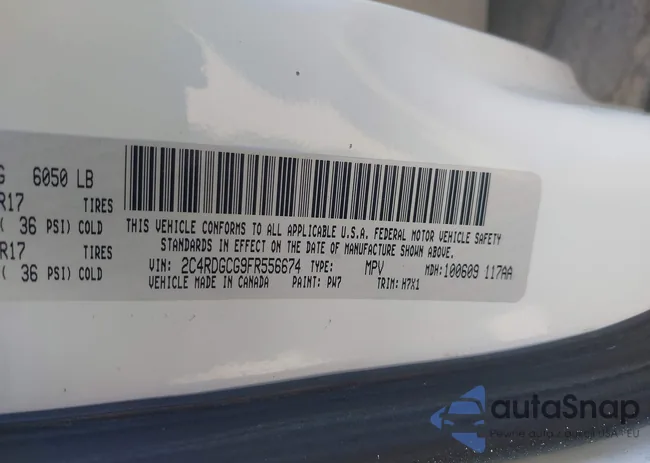 G 6050 LB
R17 TIRES
( 36 PSI) COLD
R17 TIRES
( 36 PSI) COLD
THIS VEHICLE CONFORMS TO ALL APPLICABLE U.S.A. FEDERAL MOTOR VEHICLE SAFETY
STANDARDS IN EFFECT ON THE DATE OF MANUFACTURE SHOWN ABOVE.
VIN: 2C4RDGCG9FR556674 TYPE: MPV MDH: 100609 117AA
VEHICLE MADE IN CANADA PAINT: PW7 TRIM: H7X1
autoSnap